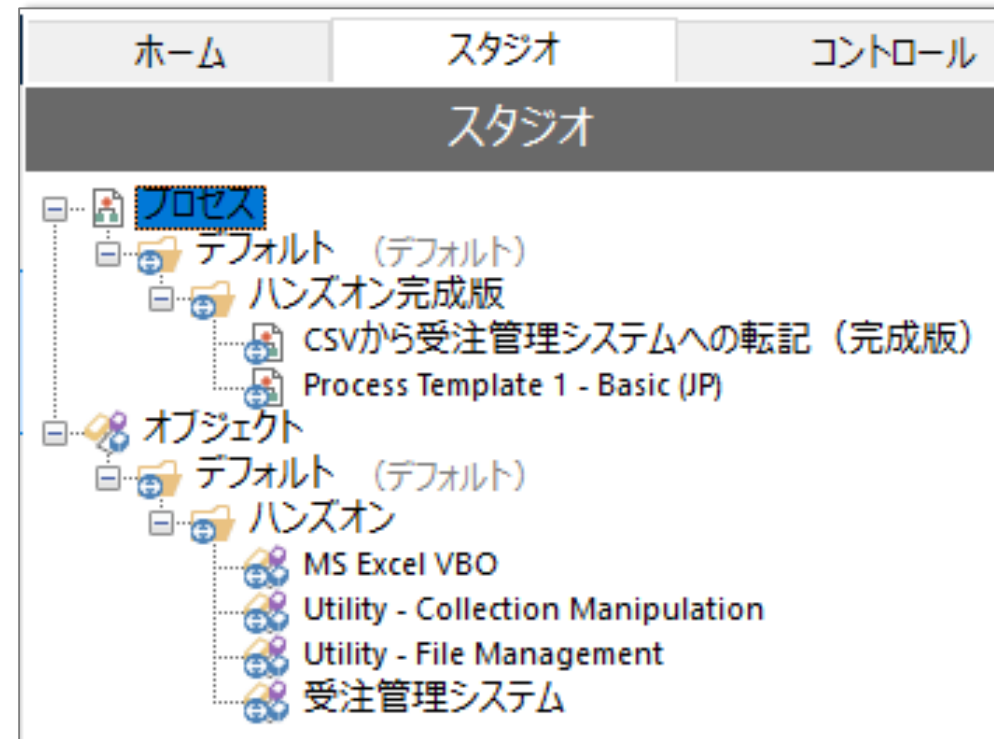 ホーム スタジオ コントロール
スタジオ
プロセス
デフォルト （デフォルト）
ハンズオン完成版
CSVから受注管理システムへの転記（完成版）
Process Template 1 - Basic (JP)
オブジェクト
デフォルト （デフォルト）
ハンズオン
MS Excel VBO
Utility - Collection Manipulation
Utility - File Management
受注管理システム